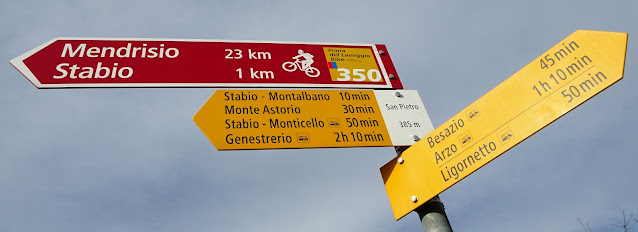 Mendrisio 23 km
Stabio 1 km
Piana
del Laveggio
Bike
350
Stabio - Montalbano 10 min
Monte Astorio 30 min
Stabio - Monticello 50 min
Genestrerio 2 h 10 min
San Pietro
385 m
Besazio 45 min
Arzo 1 h 10 min
Ligornetto 50 min